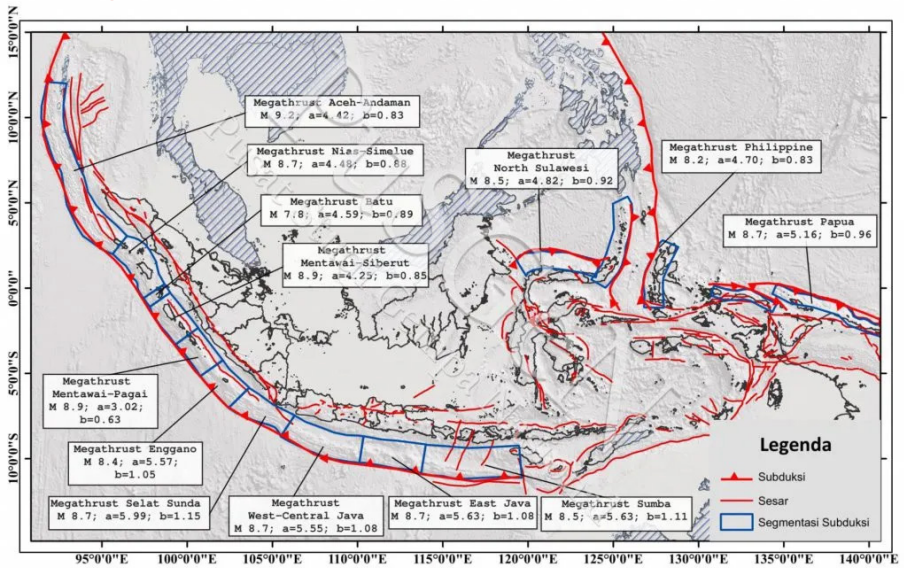 15°0'0"N
10°0'0"N
5°0'0"N
0°0'0"
5°0'0"S
10°0'0"S
Megathrust Aceh-Andaman
M 9.2; a=4.42; b=0.83
Megathrust Nias-Simelue
M 8.7; a=4.48; b=0.88
Megathrust Batu
M 7.8; a=4.59; b=0.89
Megathrust
Mentawai-Siberut
M 8.9; a=4.25; b=0.85
Megathrust
North Sulawesi
M 8.5; a=4.82; b=0.92
Megathrust Philippine
M 8.2; a=4.70; b=0.83
Megathrust Papua
M 8.7; a=5.16; b=0.96
Megathrust
Mentawai-Pagai
M 8.9; a=3.02;
b=0.63
Megathrust Enggano
M 8.4; a=5.57;
b=1.05
Megathrust Selat Sunda
M 8.7; a=5.99; b=1.15
Megathrust
West-Central Java
M 8.7; a=5.55; b=1.08
Megathrust East Java
M 8.7; a=5.63; b=1.08
Megathrust Sumba
M 8.5; a=5.63; b=1.11
Legenda
Subduksi
Sesar
Segmentasi Subduksi
95°0'0"E
100°0'0"E
105°0'0"E
110°0'0"E
115°0'0"E
120°0'0"E
125°0'0"E
130°0'0"E
135°0'0"E
140°0'0"E